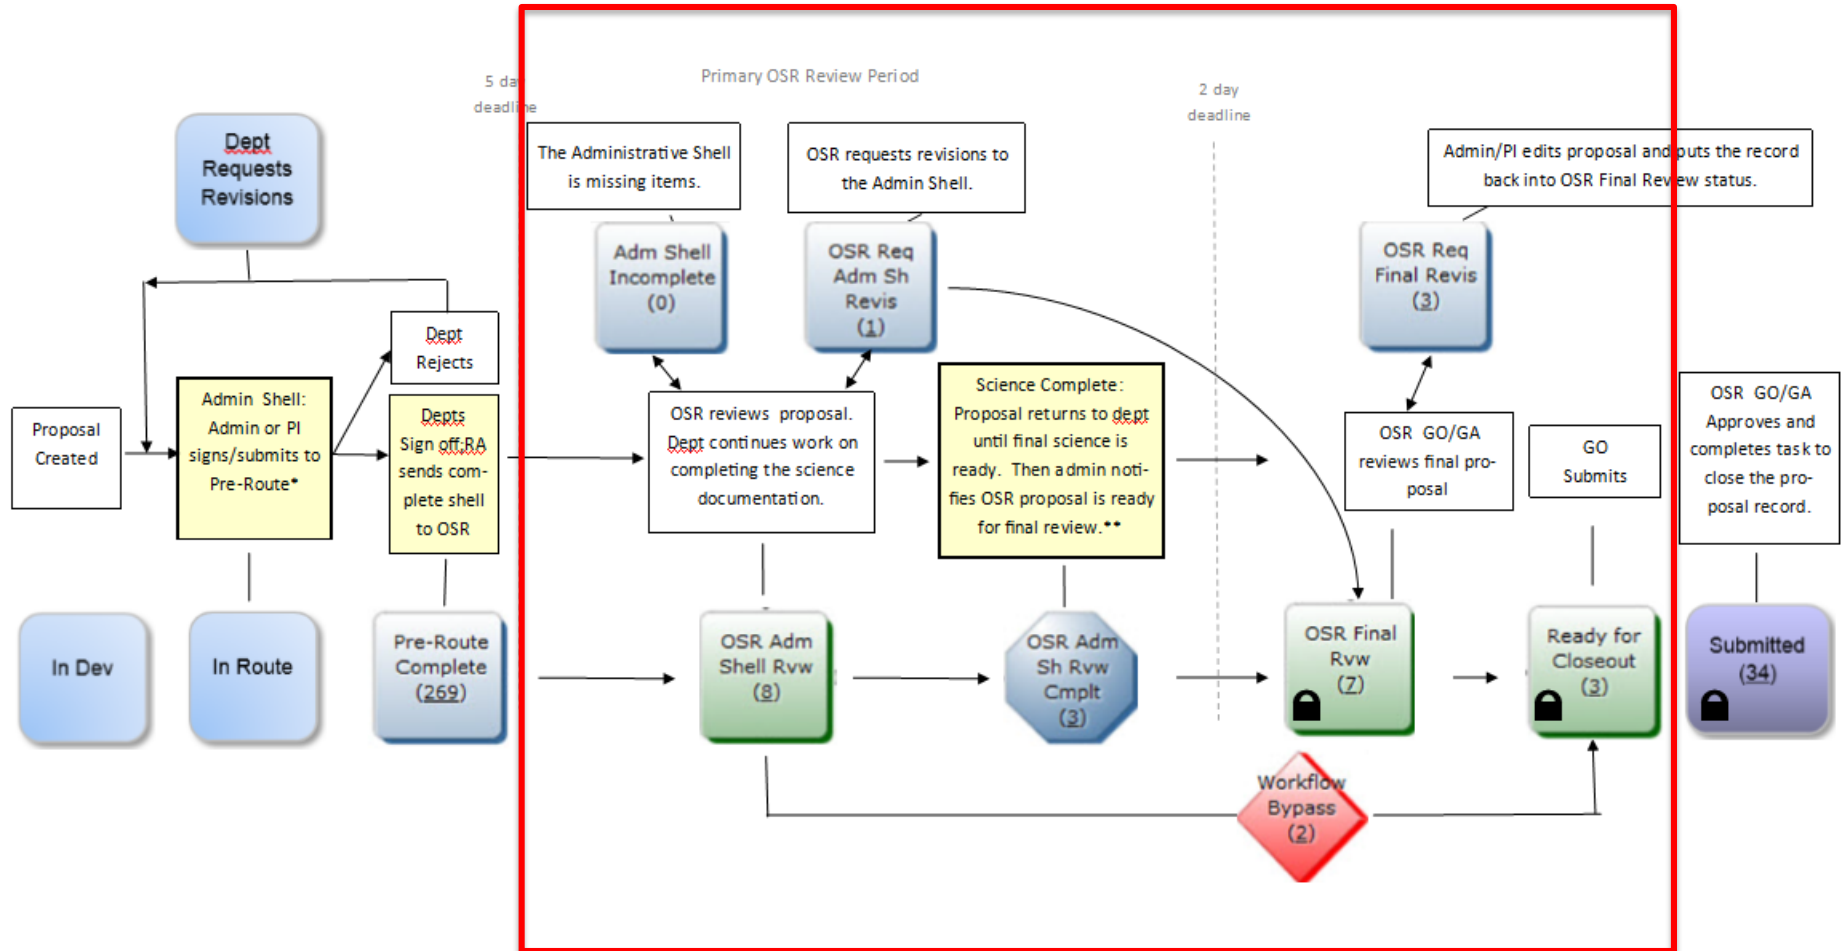 5 day
deadline
Primary OSR Review Period
2 day
deadline
Dept
Requests
Revisions
The Administrative Shell
is missing items.
OSR requests revisions to
the Admin Shell.
Admin/PI edits proposal and puts the record
back into OSR Final Review status.
Adm Shell
Incomplete
(0)
OSR Req
Adm Sh
Revis
(1)
OSR Req
Final Revis
(3)
Dept
Rejects
Proposal
Created
Admin Shell:
Admin or PI
signs/submits to
Pre-Route*
Depts
Sign off;RA
sends com-
plete shell
to OSR
OSR reviews proposal.
Dept continues work on
completing the science
documentation.
Science Complete:
Proposal returns to dept
until final science is
ready. Then admin noti-
fies OSR proposal is ready
for final review.**
OSR GO/GA
reviews final pro-
posal
GO
Submits
OSR GO/GA
Approves and
completes task to
close the pro-
posal record.
In Dev
In Route
Pre-Route
Complete
(269)
OSR Adm
Shell Rvw
(8)
OSR Adm
Sh Rvw
Cmplt
(3)
OSR Final
Rvw
(7)
Ready for
Closeout
(3)
Submitted
(34)
Workflow
Bypass
(2)